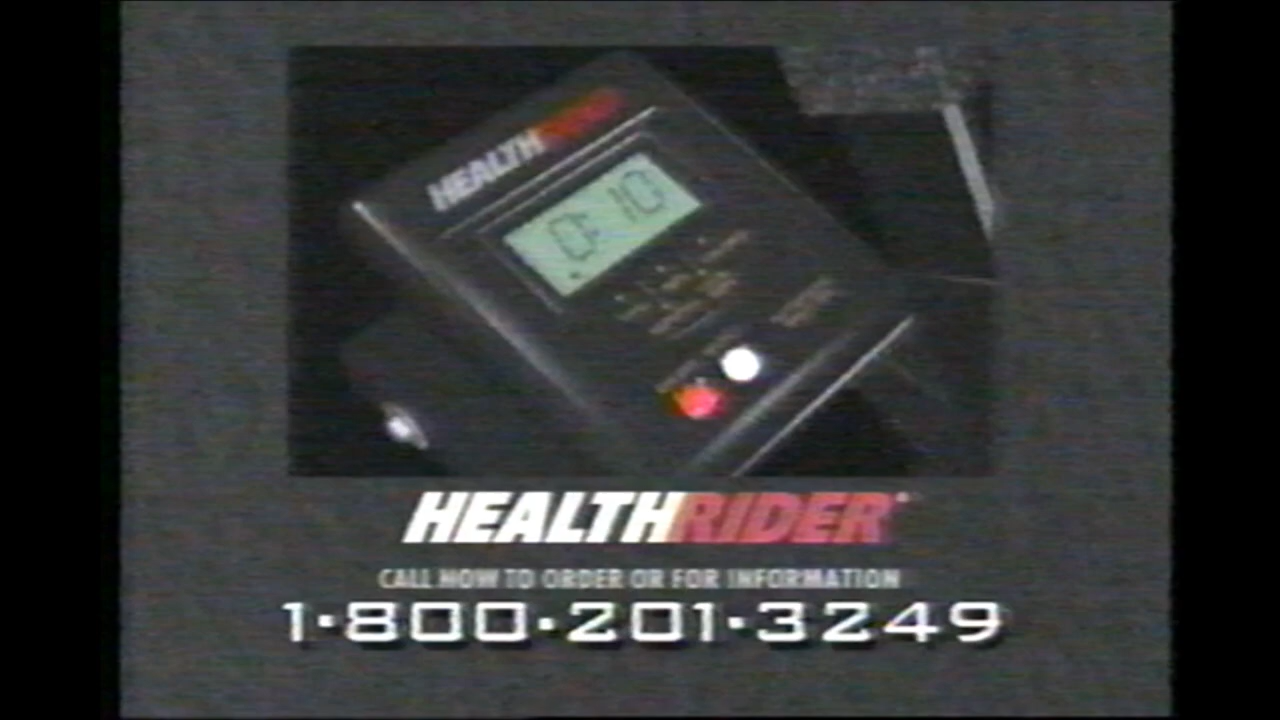 HEALTHRIDER
0:10
HEALTHRIDER
CALL NOW TO ORDER OR FOR INFORMATION
1•800•201•3249